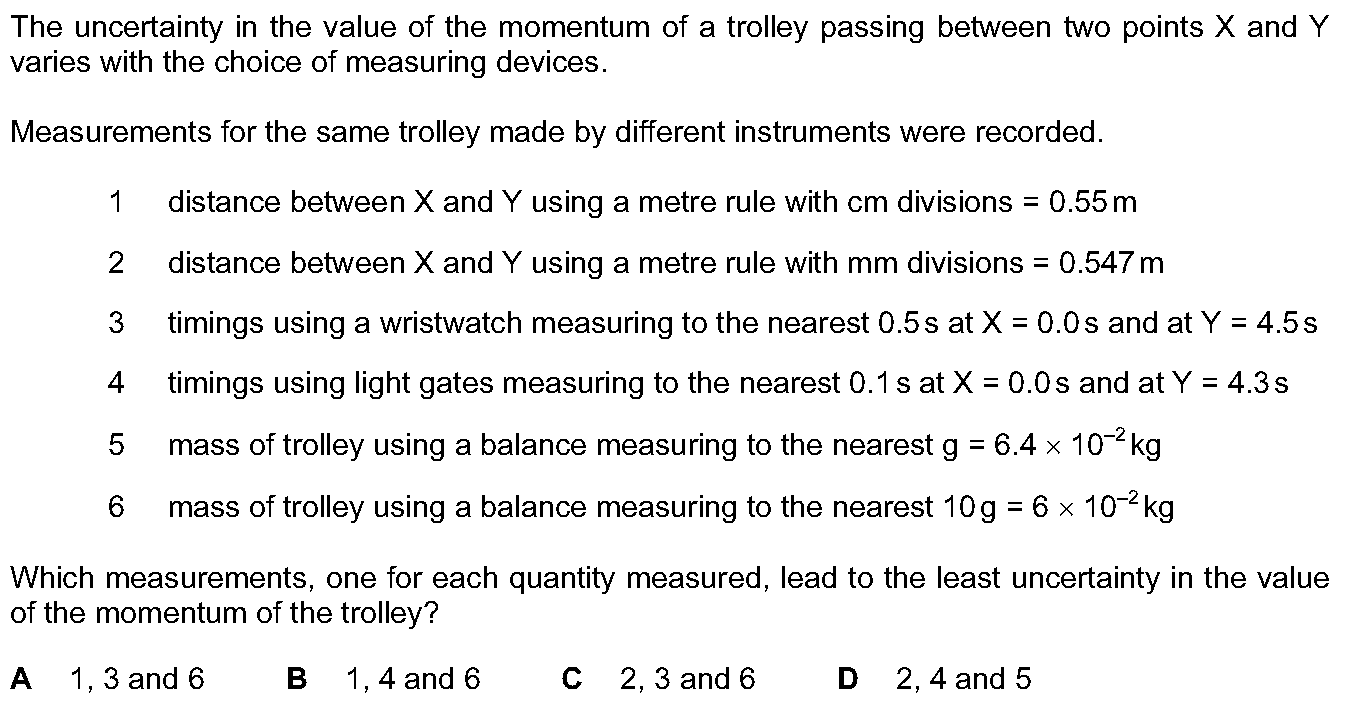 The uncertainty in the value of the momentum of a trolley passing between two points X and Y
varies with the choice of measuring devices.
Measurements for the same trolley made by different instruments were recorded.
1 distance between X and Y using a metre rule with cm divisions = 0.55 m
2 distance between X and Y using a metre rule with mm divisions = 0.547 m
3 timings using a wristwatch measuring to the nearest 0.5 s at X = 0.0 s and at Y = 4.5 s
4 timings using light gates measuring to the nearest 0.1 s at X = 0.0 s and at Y = 4.3 s
5 mass of trolley using a balance measuring to the nearest g = 6.4 × 10⁻² kg
6 mass of trolley using a balance measuring to the nearest 10 g = 6 × 10⁻² kg
Which measurements, one for each quantity measured, lead to the least uncertainty in the value
of the momentum of the trolley?
A 1, 3 and 6 B 1, 4 and 6 C 2, 3 and 6 D 2, 4 and 5